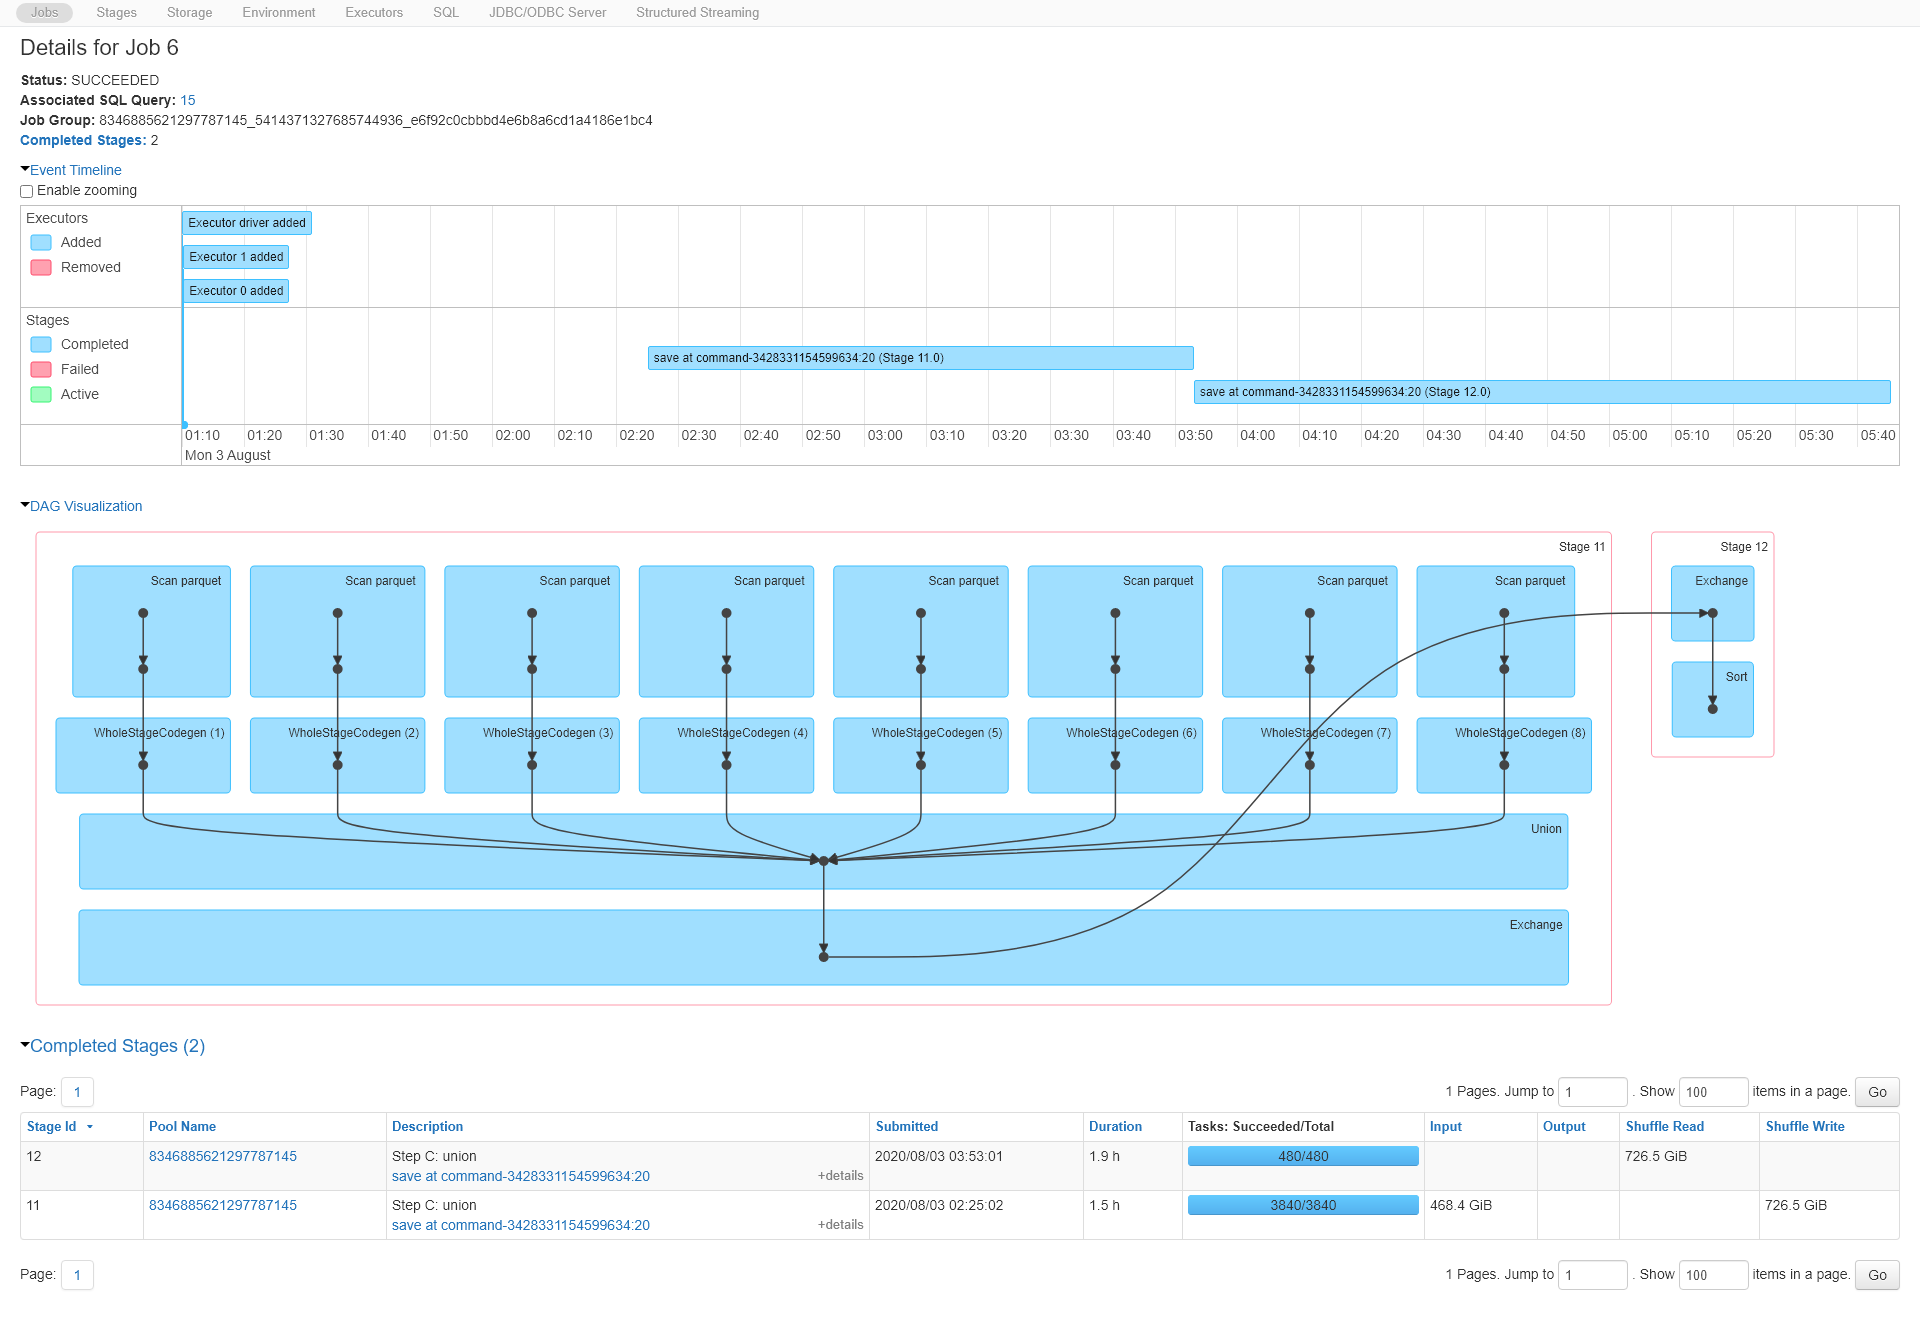 Jobs Stages Storage Environment Executors SQL JDBC/ODBC Server Structured Streaming
Details for Job 6
Status: SUCCEEDED
Associated SQL Query: 15
Job Group: 8346885621297787145_5414371327685744936_e6f92c0cbbbd4e6b8a6cd1a4186e1bc4
Completed Stages: 2
Event Timeline
Enable zooming
Executors
Added
Removed
Executor driver added
Executor 1 added
Executor 0 added
Stages
Completed
Failed
Active
save at command-3428331154599634:20 (Stage 11.0)
save at command-3428331154599634:20 (Stage 12.0)
01:10 01:20 01:30 01:40 01:50 02:00 02:10 02:20 02:30 02:40 02:50 03:00 03:10 03:20 03:30 03:40 03:50 04:00 04:10 04:20 04:30 04:40 04:50 05:00 05:10 05:20 05:30 05:40
Mon 3 August
DAG Visualization
Stage 11 Stage 12
Scan parquet Scan parquet Scan parquet Scan parquet Scan parquet Scan parquet Scan parquet Scan parquet Exchange
Sort
WholeStageCodegen (1) WholeStageCodegen (2) WholeStageCodegen (3) WholeStageCodegen (4) WholeStageCodegen (5) WholeStageCodegen (6) WholeStageCodegen (7) WholeStageCodegen (8)
Union
Exchange
Completed Stages (2)
Page: 1 1 Pages. Jump to 1 . Show 100 items in a page. Go
Stage Id Pool Name Description Submitted Duration Tasks: Succeeded/Total Input Output Shuffle Read Shuffle Write
12 8346885621297787145 Step C: union 2020/08/03 03:53:01 1.9 h 480/480 726.5 GiB
save at command-3428331154599634:20 +details
11 8346885621297787145 Step C: union 2020/08/03 02:25:02 1.5 h 3840/3840 468.4 GiB 726.5 GiB
save at command-3428331154599634:20 +details
Page: 1 1 Pages. Jump to 1 . Show 100 items in a page. Go